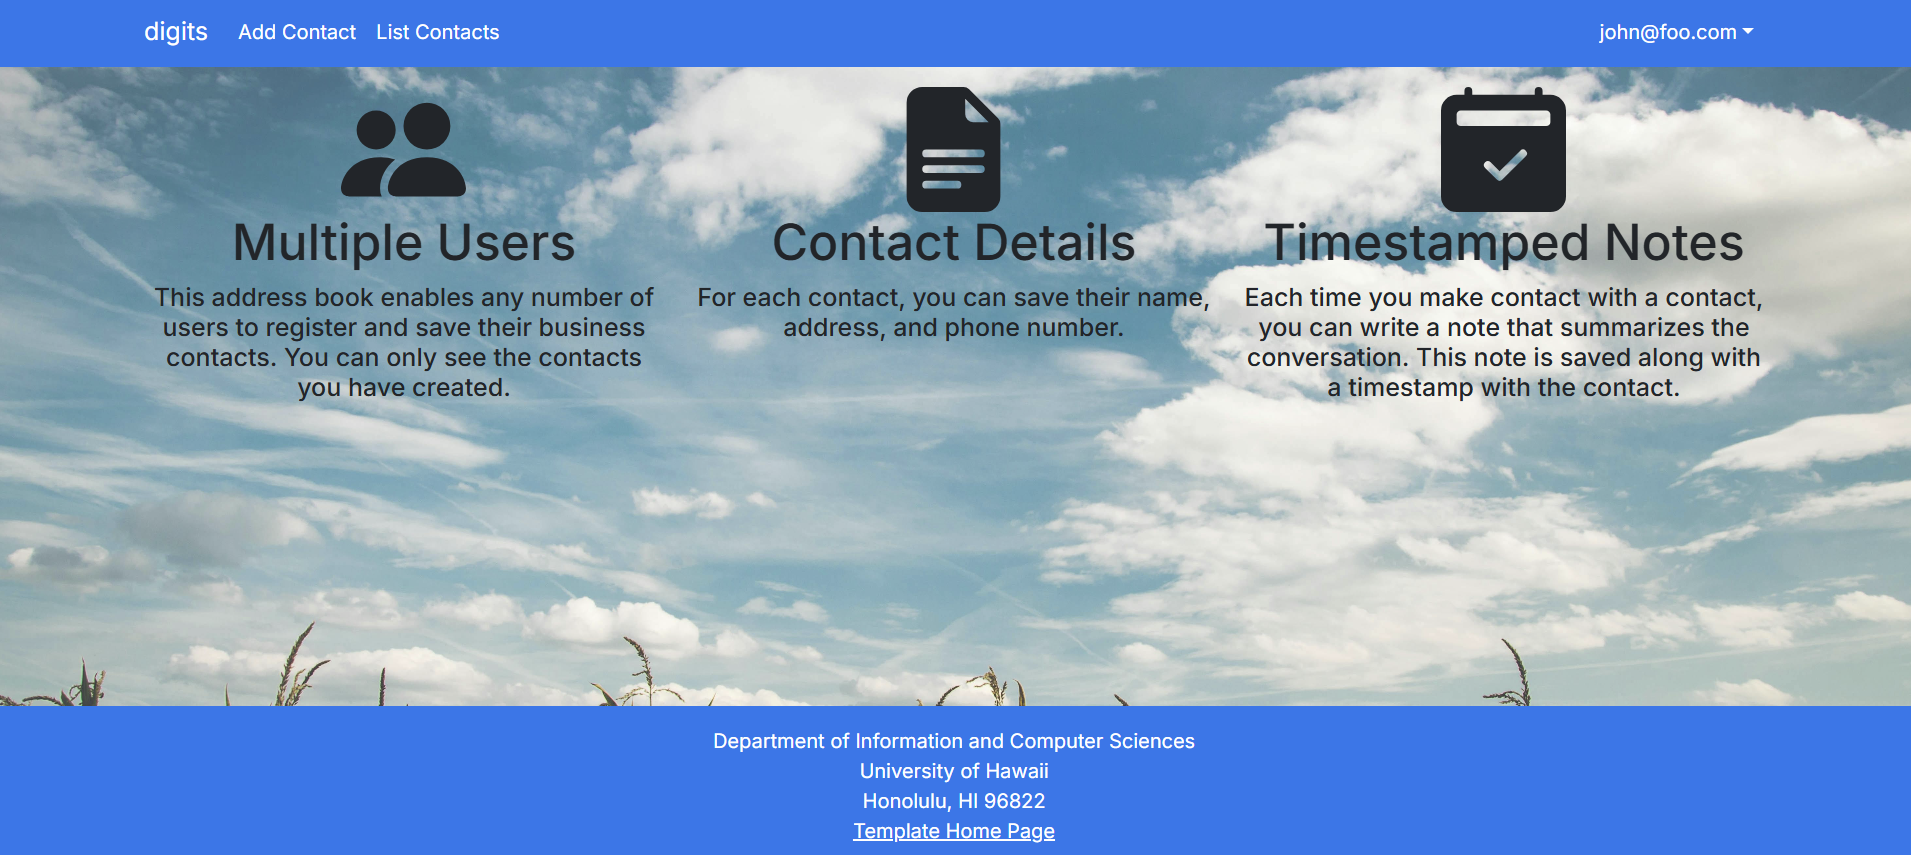 digits Add Contact List Contacts john@foo.com
Multiple Users
This address book enables any number of
users to register and save their business
contacts. You can only see the contacts
you have created.
Contact Details
For each contact, you can save their name,
address, and phone number.
Timestamped Notes
Each time you make contact with a contact,
you can write a note that summarizes the
conversation. This note is saved along with
a timestamp with the contact.
Department of Information and Computer Sciences
University of Hawaii
Honolulu, HI 96822
Template Home Page